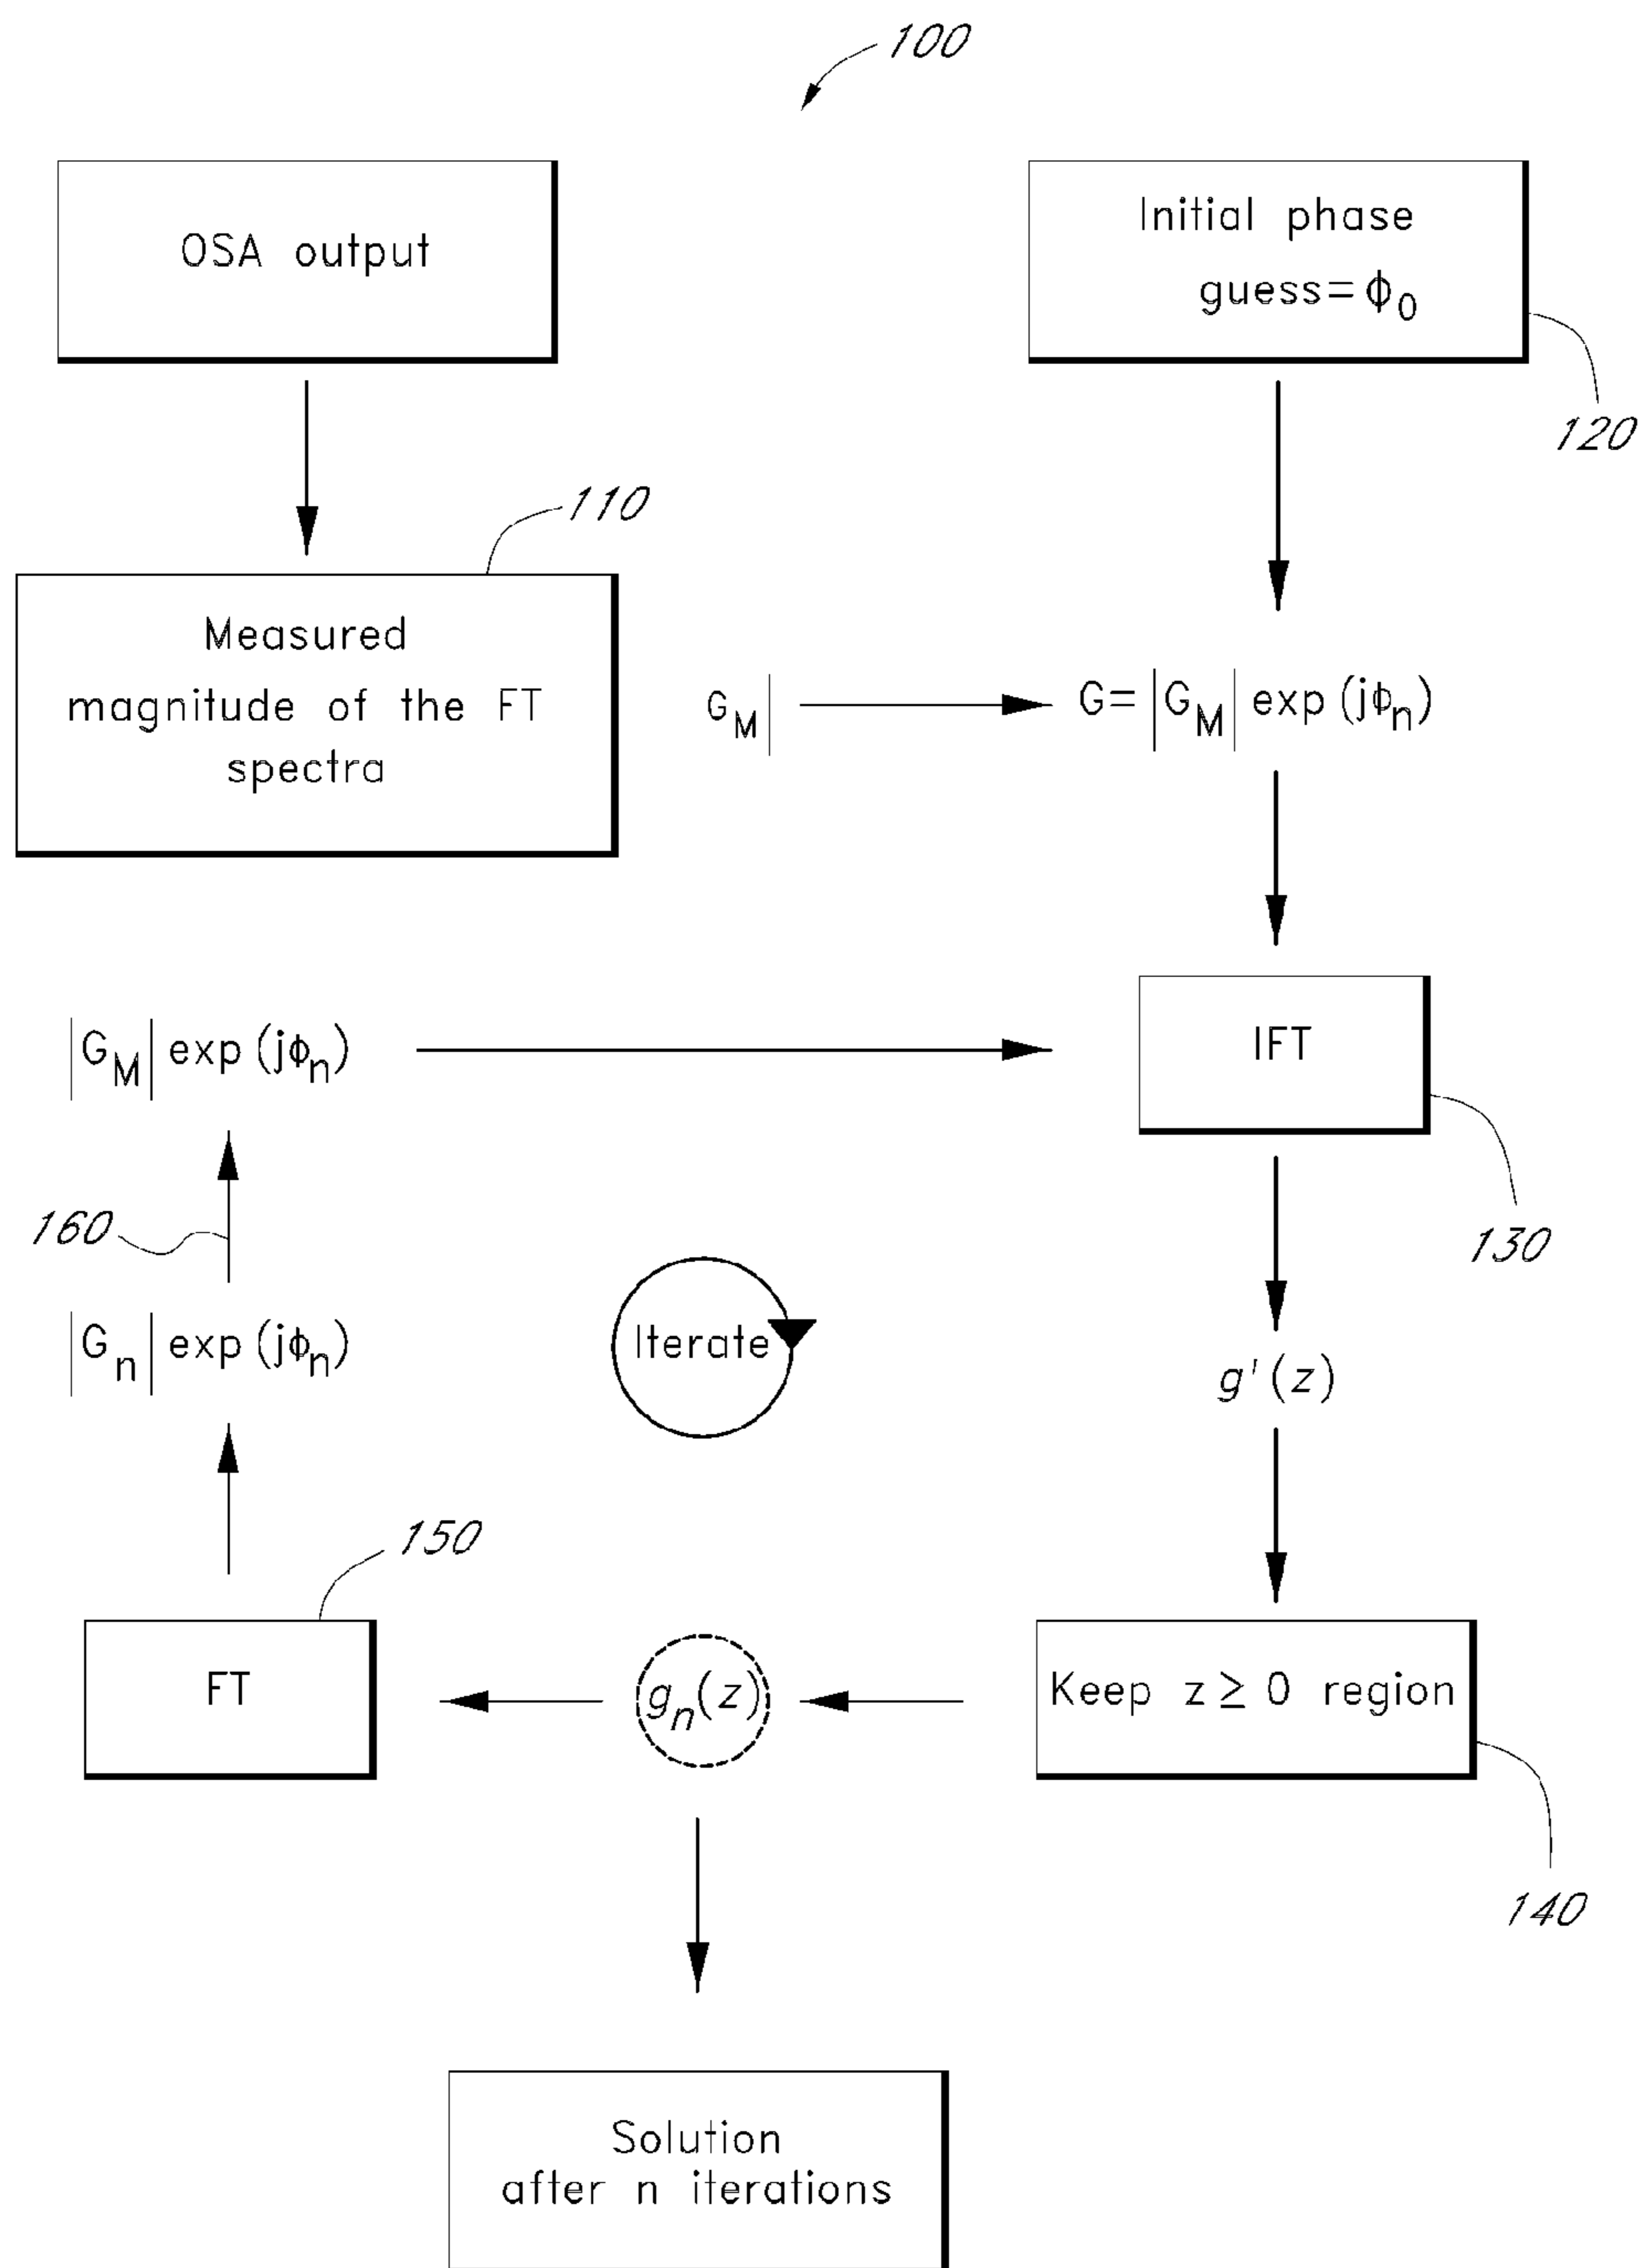 100
OSA output
Initial phase
guess=ϕ0
120
110
Measured
magnitude of the FT
spectra
GM|
G=|GM| exp(jϕn)
|GM| exp(jϕn)
IFT
130
160
|Gn| exp(jϕn)
Iterate
g'(z)
150
FT
gn(z)
Keep z ≥ 0 region
140
Solution
after n iterations